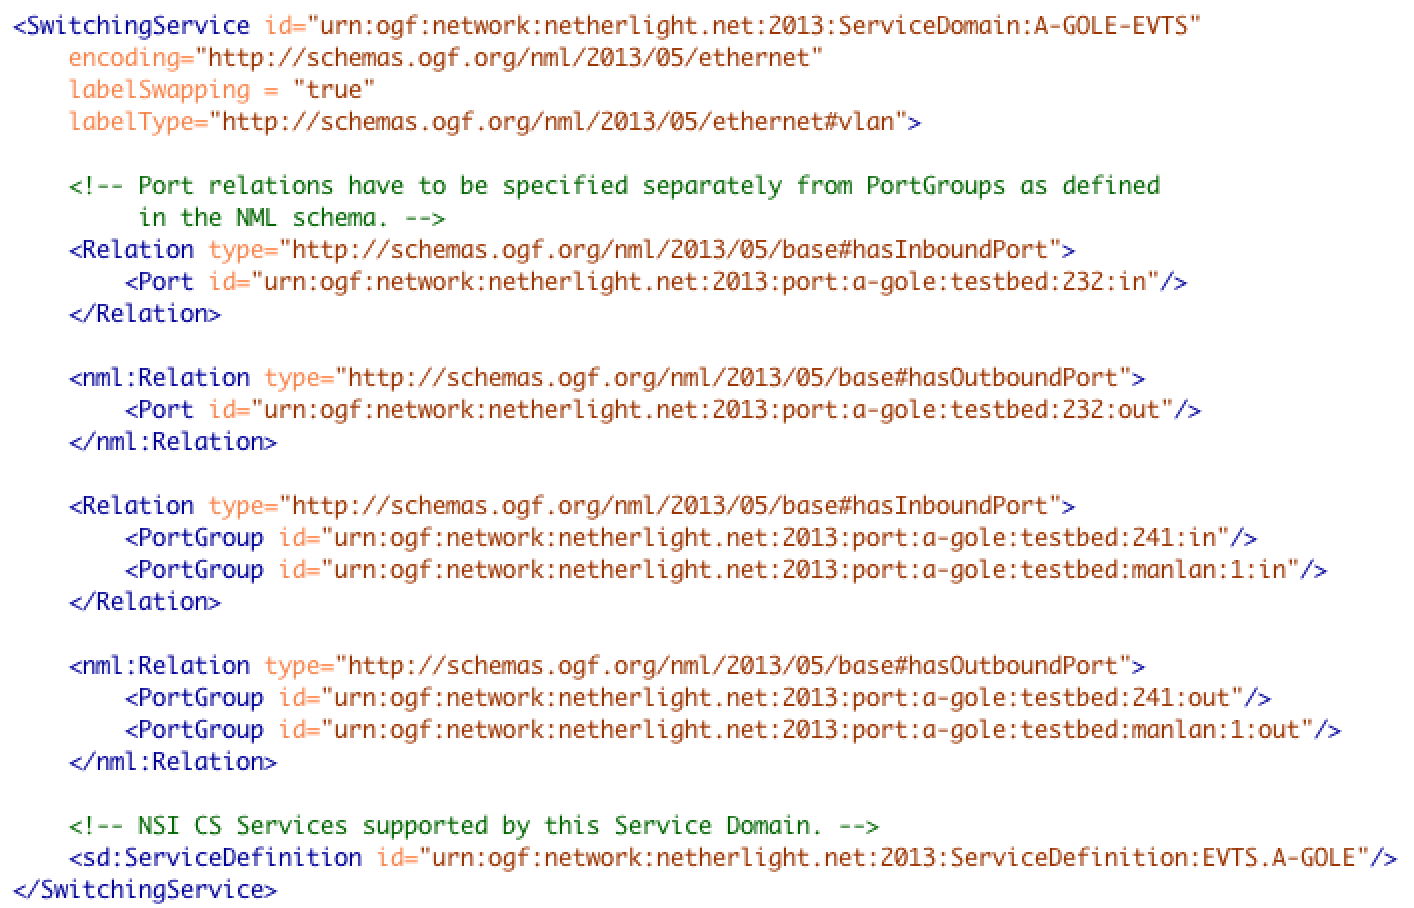 <SwitchingService id="urn:ogf:network:netherlight.net:2013:ServiceDomain:A-GOLE-EVTS"
    encoding="http://schemas.ogf.org/nml/2013/05/ethernet"
    labelSwapping = "true"
    labelType="http://schemas.ogf.org/nml/2013/05/ethernet#vlan">

    <!-- Port relations have to be specified separately from PortGroups as defined
         in the NML schema. -->
    <Relation type="http://schemas.ogf.org/nml/2013/05/base#hasInboundPort">
        <Port id="urn:ogf:network:netherlight.net:2013:port:a-gole:testbed:232:in"/>
    </Relation>

    <nml:Relation type="http://schemas.ogf.org/nml/2013/05/base#hasOutboundPort">
        <Port id="urn:ogf:network:netherlight.net:2013:port:a-gole:testbed:232:out"/>
    </nml:Relation>

    <Relation type="http://schemas.ogf.org/nml/2013/05/base#hasInboundPort">
        <PortGroup id="urn:ogf:network:netherlight.net:2013:port:a-gole:testbed:241:in"/>
        <PortGroup id="urn:ogf:network:netherlight.net:2013:port:a-gole:testbed:manlan:1:in"/>
    </Relation>

    <nml:Relation type="http://schemas.ogf.org/nml/2013/05/base#hasOutboundPort">
        <PortGroup id="urn:ogf:network:netherlight.net:2013:port:a-gole:testbed:241:out"/>
        <PortGroup id="urn:ogf:network:netherlight.net:2013:port:a-gole:testbed:manlan:1:out"/>
    </nml:Relation>

    <!-- NSI CS Services supported by this Service Domain. -->
    <sd:ServiceDefinition id="urn:ogf:network:netherlight.net:2013:ServiceDefinition:EVTS.A-GOLE"/>
</SwitchingService>